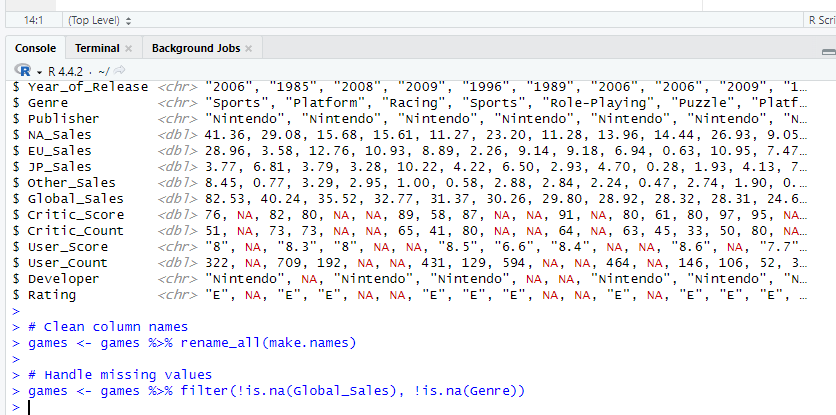 14:1 (Top Level) R Scri
Console Terminal Background Jobs
R R 4.4.2 · ~/
$ Year_of_Release <chr> "2006", "1985", "2008", "2009", "1996", "1989", "2006", "2006", "2009", "1…
$ Genre <chr> "Sports", "Platform", "Racing", "Sports", "Role-Playing", "Puzzle", "Platf…
$ Publisher <chr> "Nintendo", "Nintendo", "Nintendo", "Nintendo", "Nintendo", "Nintendo", "N…
$ NA_Sales <dbl> 41.36, 29.08, 15.68, 15.61, 11.27, 23.20, 11.28, 13.96, 14.44, 26.93, 9.05…
$ EU_Sales <dbl> 28.96, 3.58, 12.76, 10.93, 8.89, 2.26, 9.14, 9.18, 6.94, 0.63, 10.95, 7.47…
$ JP_Sales <dbl> 3.77, 6.81, 3.79, 3.28, 10.22, 4.22, 6.50, 2.93, 4.70, 0.28, 1.93, 4.13, 7…
$ Other_Sales <dbl> 8.45, 0.77, 3.29, 2.95, 1.00, 0.58, 2.88, 2.84, 2.24, 0.47, 2.74, 1.90, 0.…
$ Global_Sales <dbl> 82.53, 40.24, 35.52, 32.77, 31.37, 30.26, 29.80, 28.92, 28.32, 28.31, 24.6…
$ Critic_Score <dbl> 76, NA, 82, 80, NA, NA, 89, 58, 87, NA, NA, 91, NA, 80, 61, 80, 97, 95, NA…
$ Critic_Count <dbl> 51, NA, 73, 73, NA, NA, 65, 41, 80, NA, NA, 64, NA, 63, 45, 33, 50, 80, NA…
$ User_Score <chr> "8", NA, "8.3", "8", NA, NA, "8.5", "6.6", "8.4", NA, NA, "8.6", NA, "7.7"…
$ User_Count <dbl> 322, NA, 709, 192, NA, NA, 431, 129, 594, NA, NA, 464, NA, 146, 106, 52, 3…
$ Developer <chr> "Nintendo", NA, "Nintendo", "Nintendo", NA, NA, "Nintendo", "Nintendo", "N…
$ Rating <chr> "E", NA, "E", "E", NA, NA, "E", "E", "E", NA, NA, "E", NA, "E", "E", "E", …
>
> # Clean column names
> games <- games %>% rename_all(make.names)
>
> # Handle missing values
> games <- games %>% filter(!is.na(Global_Sales), !is.na(Genre))
>